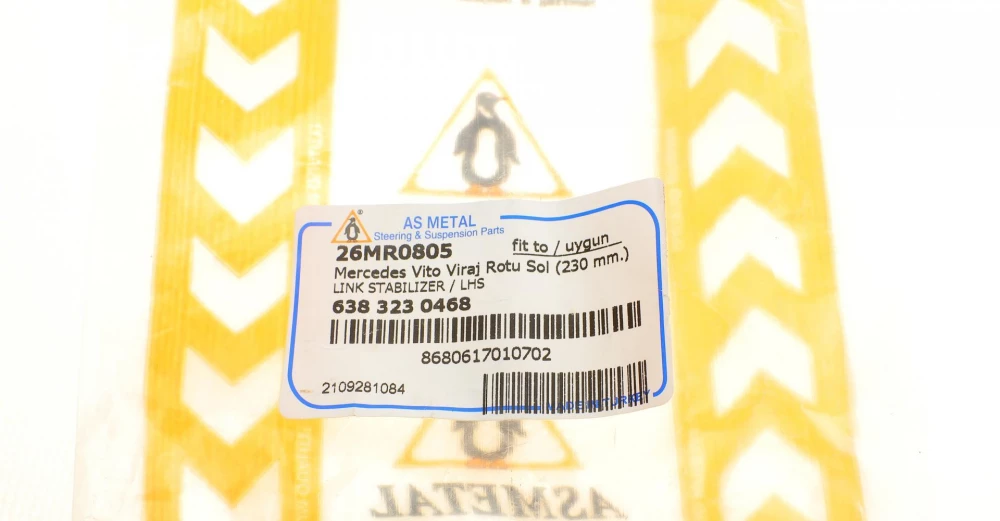 AS METAL
Steering & Suspension Parts
26MR0805
fit to / uygun
Mercedes Vito Viraj Rotu Sol (230 mm.)
LINK STABILIZER / LHS
638 323 0468
8680617010702
2109281084
MADE IN TURKEY
ASMETAL